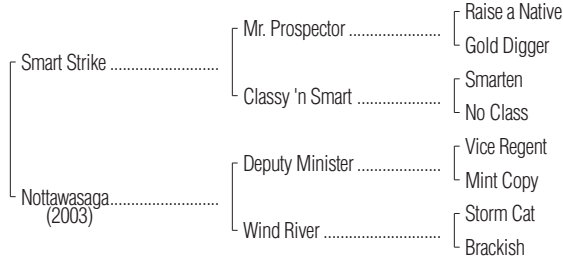 Raise a Native
Mr. Prospector ....................
Gold Digger
Smart Strike ........................
Smarten
Classy 'n Smart ..................
No Class
Vice Regent
Deputy Minister ..................
Mint Copy
Nottawasaga........................
(2003)
Storm Cat
Wind River .........................
Brackish